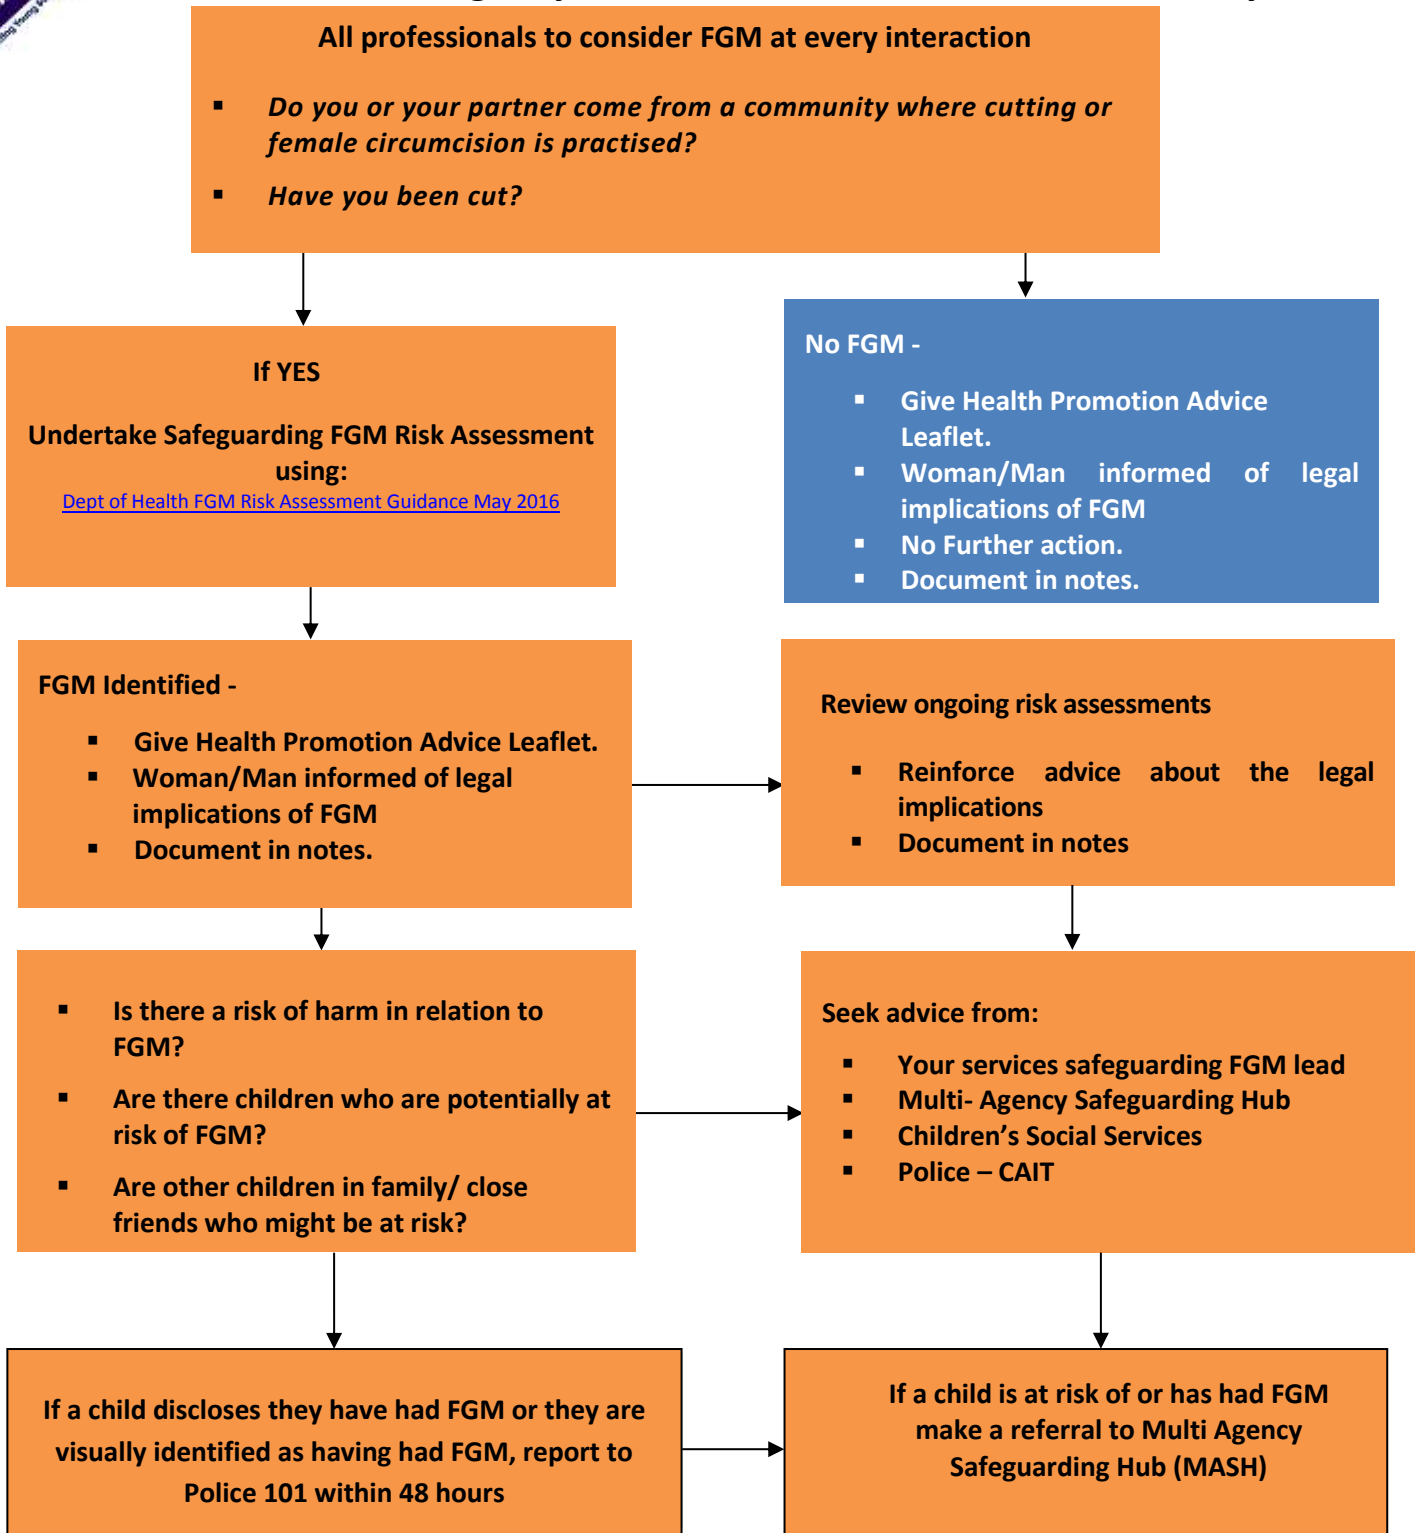 All professionals to consider FGM at every interaction
▪ Do you or your partner come from a community where cutting or
female circumcision is practised?
▪ Have you been cut?
If YES
Undertake Safeguarding FGM Risk Assessment
using:
Dept of Health FGM Risk Assessment Guidance May 2016
No FGM -
▪ Give Health Promotion Advice
Leaflet.
▪ Woman/Man informed of legal
implications of FGM
▪ No Further action.
▪ Document in notes.
FGM Identified -
▪ Give Health Promotion Advice Leaflet.
▪ Woman/Man informed of legal
implications of FGM
▪ Document in notes.
Review ongoing risk assessments
▪ Reinforce advice about the legal
implications
▪ Document in notes
▪ Is there a risk of harm in relation to
FGM?
▪ Are there children who are potentially at
risk of FGM?
▪ Are other children in family/ close
friends who might be at risk?
Seek advice from:
▪ Your services safeguarding FGM lead
▪ Multi- Agency Safeguarding Hub
▪ Children’s Social Services
▪ Police – CAIT
If a child discloses they have had FGM or they are
visually identified as having had FGM, report to
Police 101 within 48 hours
If a child is at risk of or has had FGM
make a referral to Multi Agency
Safeguarding Hub (MASH)